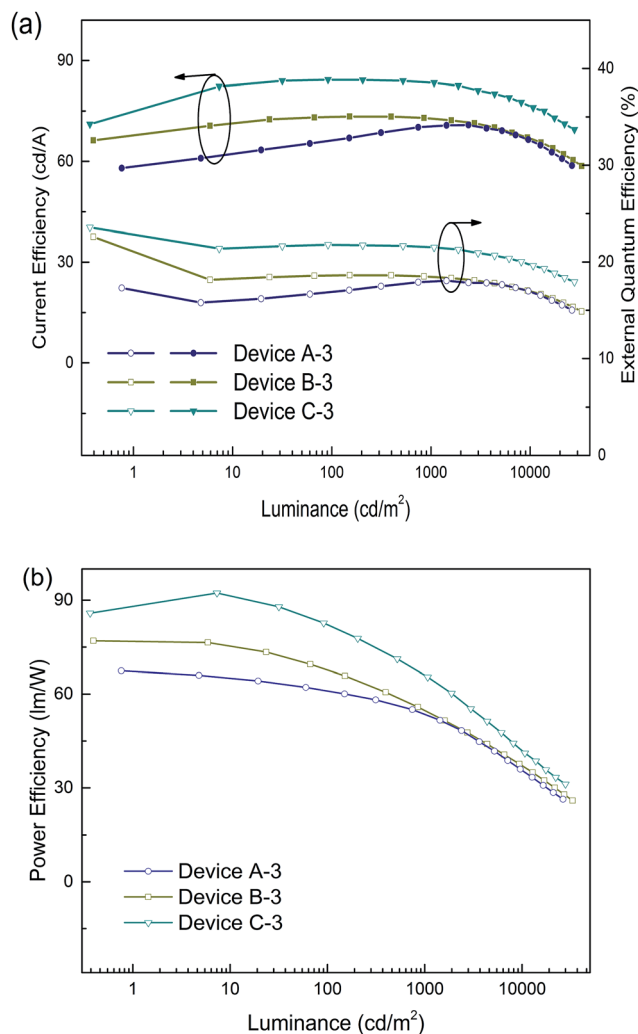 (a)
90
60
30
0
Current Efficiency (cd/A)
40
30
20
10
0
External Quantum Efficiency (%)
Device A-3
Device B-3
Device C-3
1 10 100 1000 10000
Luminance (cd/m²)
(b)
90
60
30
0
Power Efficiency (lm/W)
Device A-3
Device B-3
Device C-3
1 10 100 1000 10000
Luminance (cd/m²)